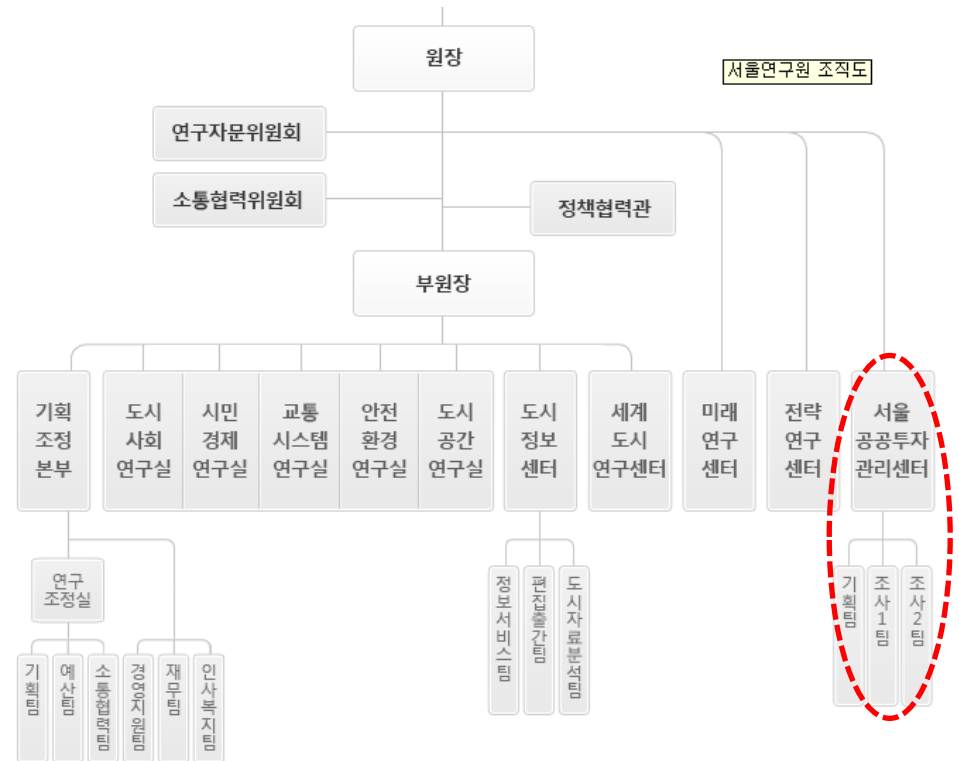 원장
서울연구원 조직도
연구자문위원회
소통협력위원회
정책협력관
부원장
기획
조정
본부
도시
사회
연구실
시민
경제
연구실
교통
시스템
연구실
안전
환경
연구실
도시
공간
연구실
도시
정보
센터
세계
도시
연구센터
미래
연구
센터
전략
연구
센터
서울
공공투자
관리센터
연구
조정실
기획팀
예산팀
소통협력팀
경영지원팀
재무팀
인사복지팀
정보서비스팀
편집출간팀
도시자료분석팀
기획팀
조사1팀
조사2팀